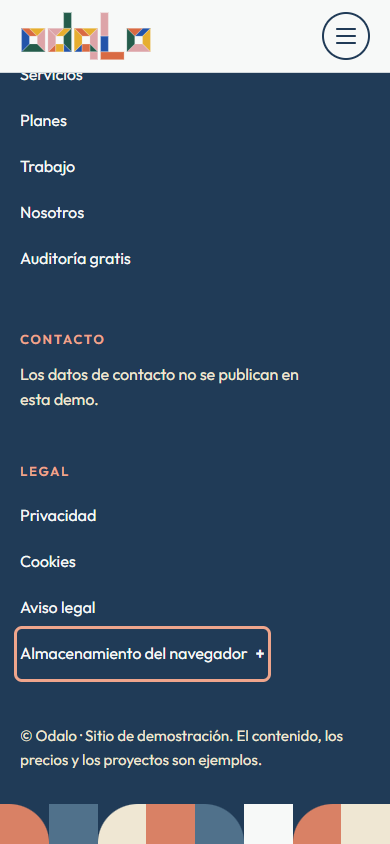 odalo
Servicios
Planes
Trabajo
Nosotros
Auditoría gratis
CONTACTO
Los datos de contacto no se publican en
esta demo.
LEGAL
Privacidad
Cookies
Aviso legal
Almacenamiento del navegador +
© Odalo · Sitio de demostración. El contenido, los
precios y los proyectos son ejemplos.